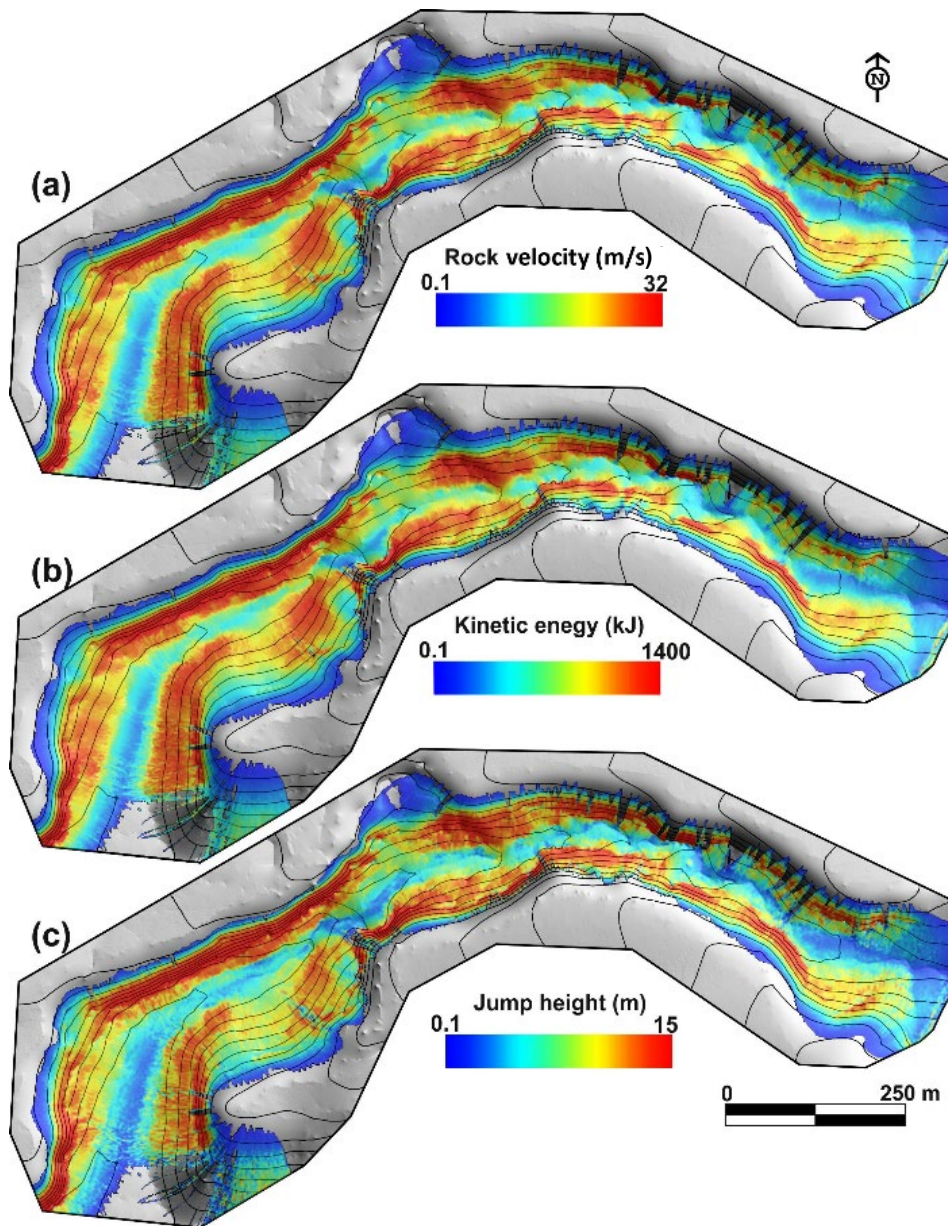 N
(a)
Rock velocity (m/s)
0.1 32
(b)
Kinetic enegy (kJ)
0.1 1400
(c)
Jump height (m)
0.1 15
0 250 m